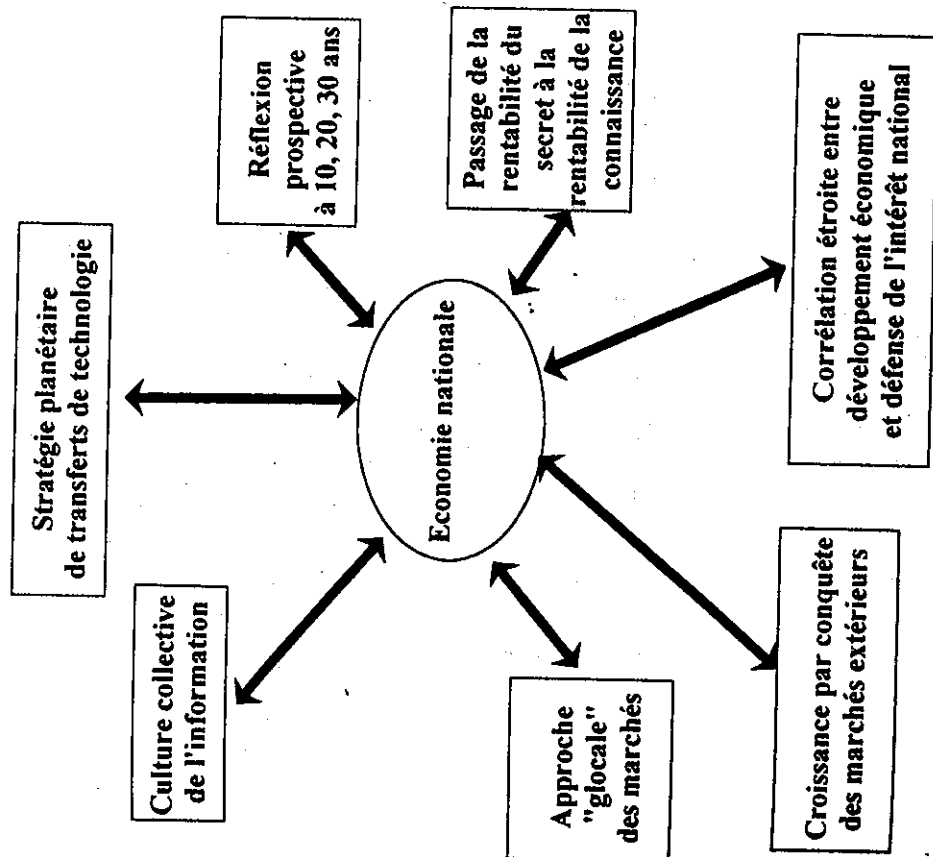 Stratégie planétaire
de transferts de technologie
Culture collective
de l'information
Réflexion
prospective
à 10, 20, 30 ans
Economie nationale
Passage de la
rentabilité du
secret à la
rentabilité de la
connaissance
Approche
"glocale"
des marchés
Croissance par conquête
des marchés extérieurs
Corrélation étroite entre
développement économique
et défense de l'intérêt national